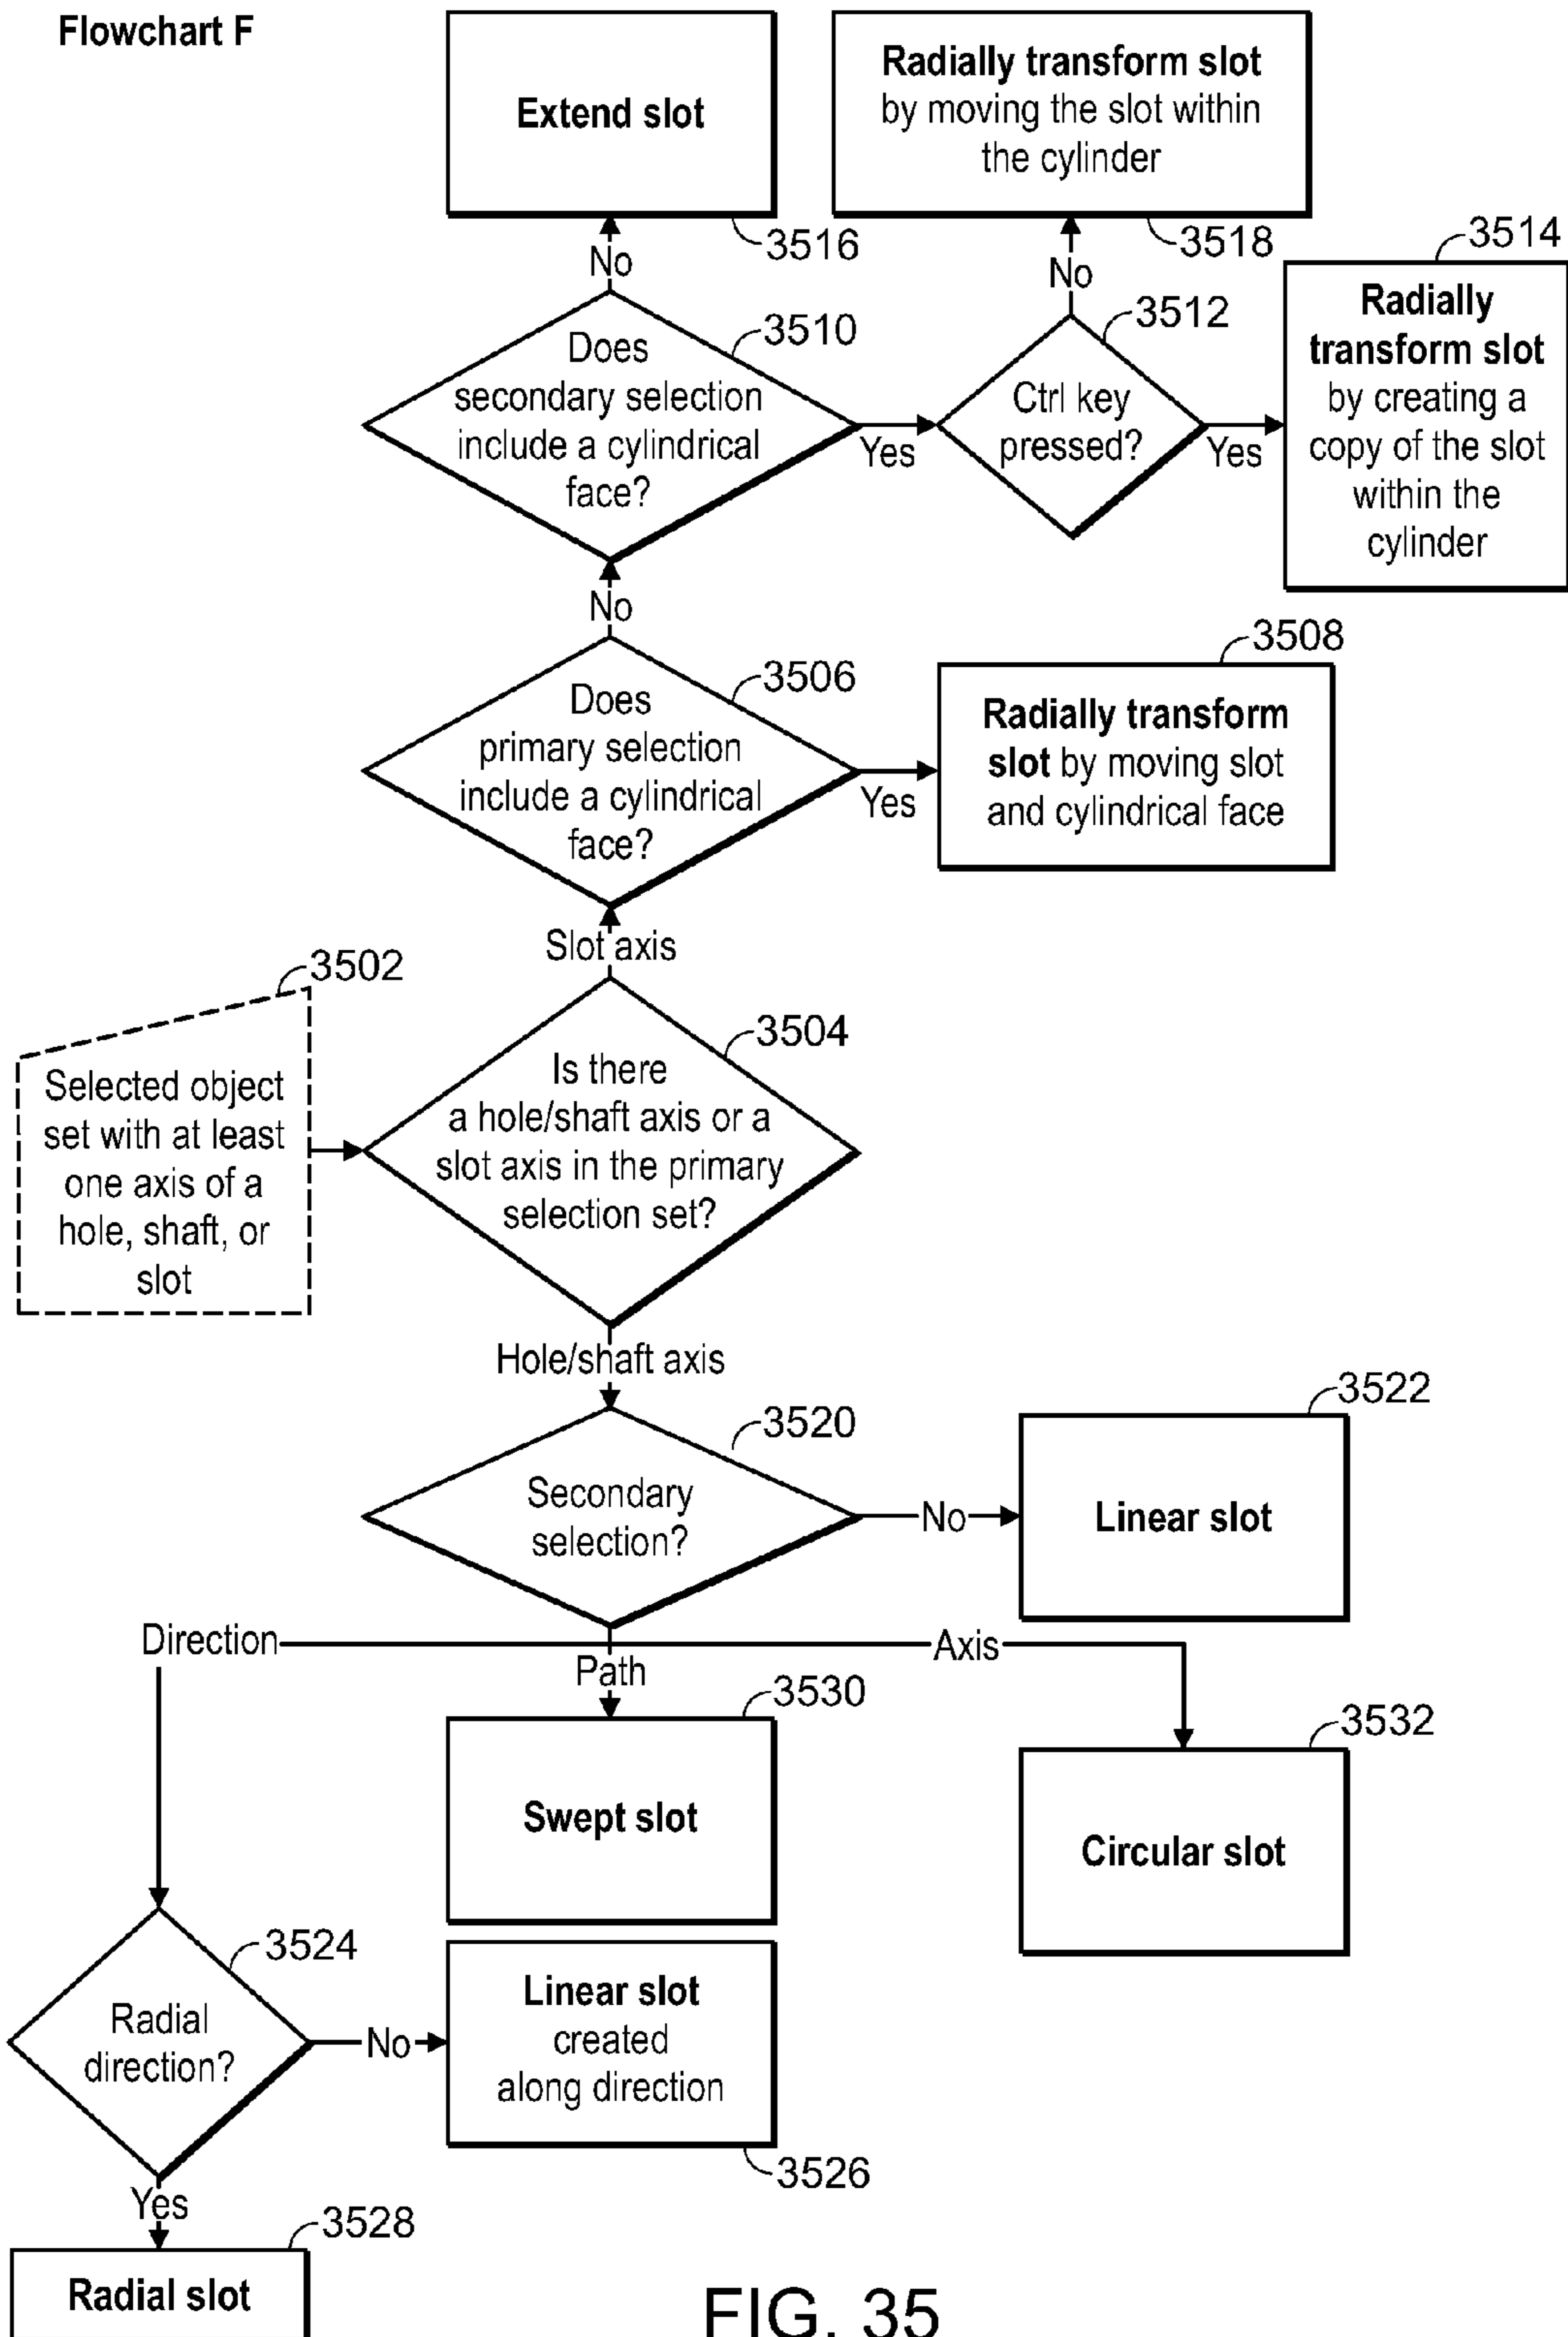 Flowchart F
Extend slot
3516
Radially transform slot
by moving the slot within
the cylinder
3518
3514
Radially
transform slot
by creating a
copy of the slot
within the
cylinder
No
No
3510
Does
secondary selection
include a cylindrical
face?
Yes
3512
Ctrl key
pressed?
Yes
No
3506
Does
primary selection
include a cylindrical
face?
Yes
3508
Radially transform
slot by moving slot
and cylindrical face
Slot axis
3502
Selected object
set with at least
one axis of a
hole, shaft, or
slot
3504
Is there
a hole/shaft axis or a
slot axis in the primary
selection set?
Hole/shaft axis
3520
Secondary
selection?
No
3522
Linear slot
Direction
Path
Axis
3530
Swept slot
3532
Circular slot
3524
Radial
direction?
No
Linear slot
created
along direction
3526
Yes
3528
Radial slot
FIG. 35